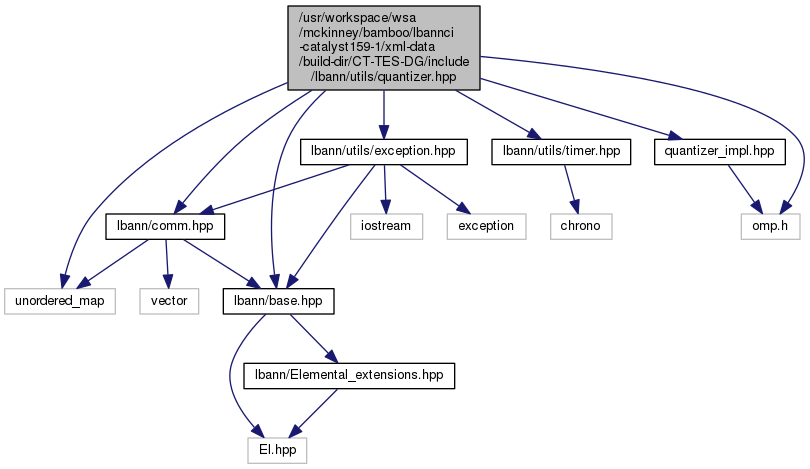 /usr/workspace/wsa
/mckinney/bamboo/lbannci
-catalyst159-1/xml-data
/build-dir/CT-TES-DG/include
/lbann/utils/quantizer.hpp
lbann/utils/exception.hpp
lbann/utils/timer.hpp
quantizer_impl.hpp
lbann/comm.hpp
iostream
exception
chrono
omp.h
unordered_map
vector
lbann/base.hpp
lbann/Elemental_extensions.hpp
El.hpp